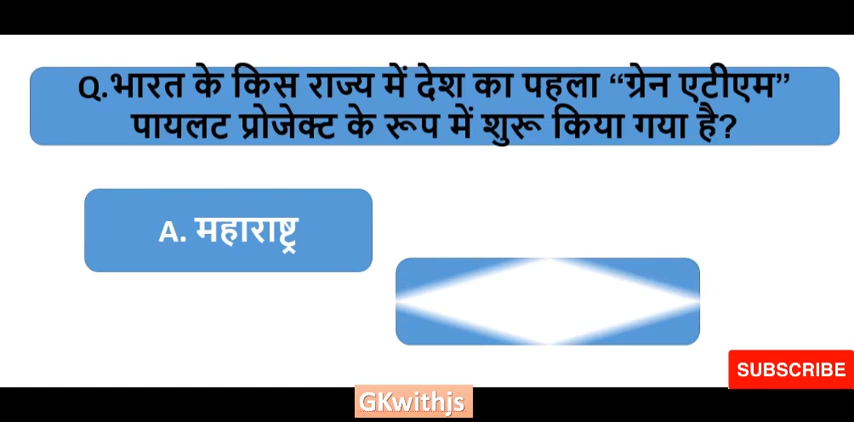 Q.भारत के किस राज्य में देश का पहला “ग्रेन एटीएम”
पायलट प्रोजेक्ट के रूप में शुरू किया गया है?
A. महाराष्ट्र
SUBSCRIBE
GKwithjs